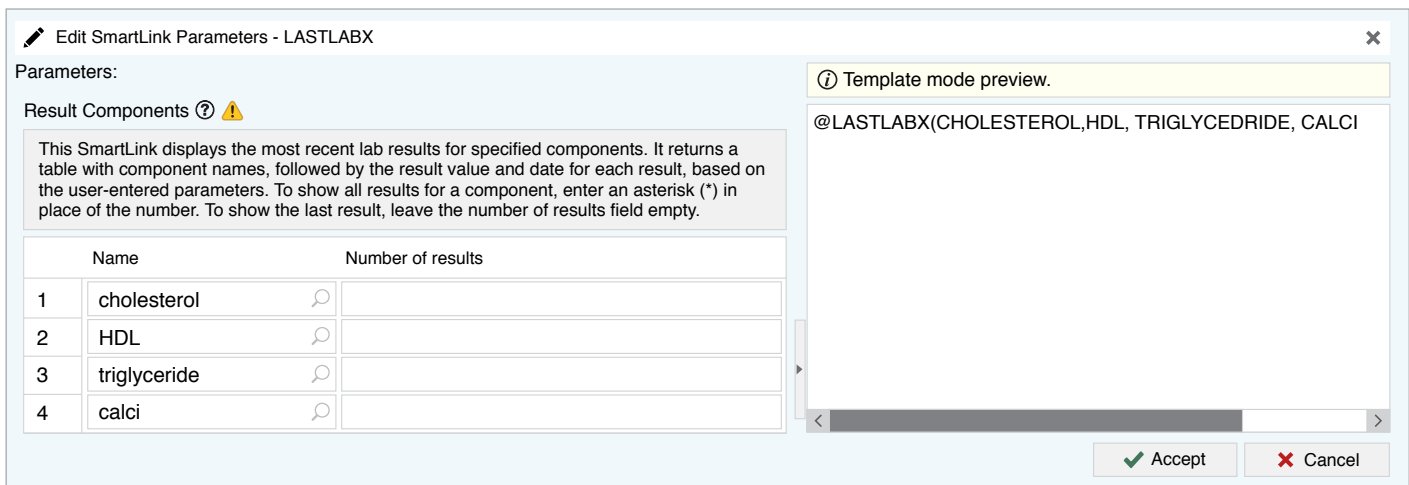 Edit SmartLink Parameters - LASTLABX
Parameters:
Result Components
This SmartLink displays the most recent lab results for specified components. It returns a
table with component names, followed by the result value and date for each result, based on
the user-entered parameters. To show all results for a component, enter an asterisk (*) in
place of the number. To show the last result, leave the number of results field empty.
Name Number of results
1 cholesterol
2 HDL
3 triglyceride
4 calci
Template mode preview.
@LASTLABX(CHOLESTEROL,HDL, TRIGLYCEDRIDE, CALCI
Accept Cancel